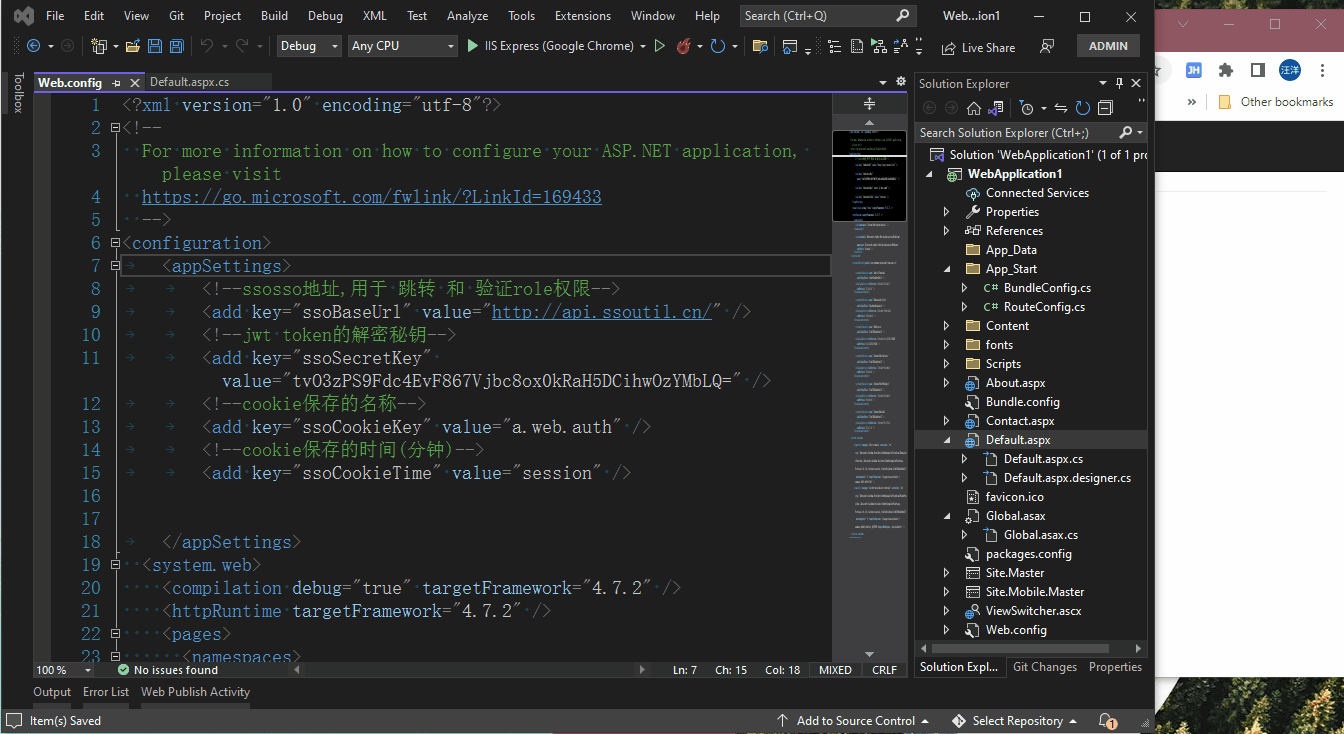 File Edit View Git Project Build Debug XML Test Analyze Tools Extensions Window Help Search (Ctrl+Q) Web...ion1
Debug Any CPU IIS Express (Google Chrome) Live Share ADMIN
Toolbox
Web.config Default.aspx.cs
1 <?xml version="1.0" encoding="utf-8"?>
2 <!--
3 For more information on how to configure your ASP.NET application,
please visit
4 https://go.microsoft.com/fwlink/?LinkId=169433
5 -->
6 <configuration>
7 <appSettings>
8 <!--ssosso地址,用于 跳转 和 验证role权限-->
9 <add key="ssoBaseUrl" value="http://api.ssoutil.cn/" />
10 <!--jwt token的解密秘钥-->
11 <add key="ssoSecretKey"
value="tvO3zPS9Fdc4EvF867Vjbc8ox0kRaH5DCihwOzYMbLQ=" />
12 <!--cookie保存的名称-->
13 <add key="ssoCookieKey" value="a.web.auth" />
14 <!--cookie保存的时间(分钟)-->
15 <add key="ssoCookieTime" value="session" />
16
17
18 </appSettings>
19 <system.web>
20 <compilation debug="true" targetFramework="4.7.2" />
21 <httpRuntime targetFramework="4.7.2" />
22 <pages>
23 <namespaces>
100 % No issues found Ln: 7 Ch: 15 Col: 18 MIXED CRLF
Output Error List Web Publish Activity
Item(s) Saved Add to Source Control Select Repository 1
Solution Explorer
Search Solution Explorer (Ctrl+;)
Solution 'WebApplication1' (1 of 1 pro
WebApplication1
Connected Services
Properties
References
App_Data
App_Start
C# BundleConfig.cs
C# RouteConfig.cs
Content
fonts
Scripts
About.aspx
Bundle.config
Contact.aspx
Default.aspx
Default.aspx.cs
Default.aspx.designer.cs
favicon.ico
Global.asax
Global.asax.cs
packages.config
Site.Master
Site.Mobile.Master
ViewSwitcher.ascx
Web.config
Solution Expl... Git Changes Properties
JH 汪洋
» Other bookmarks